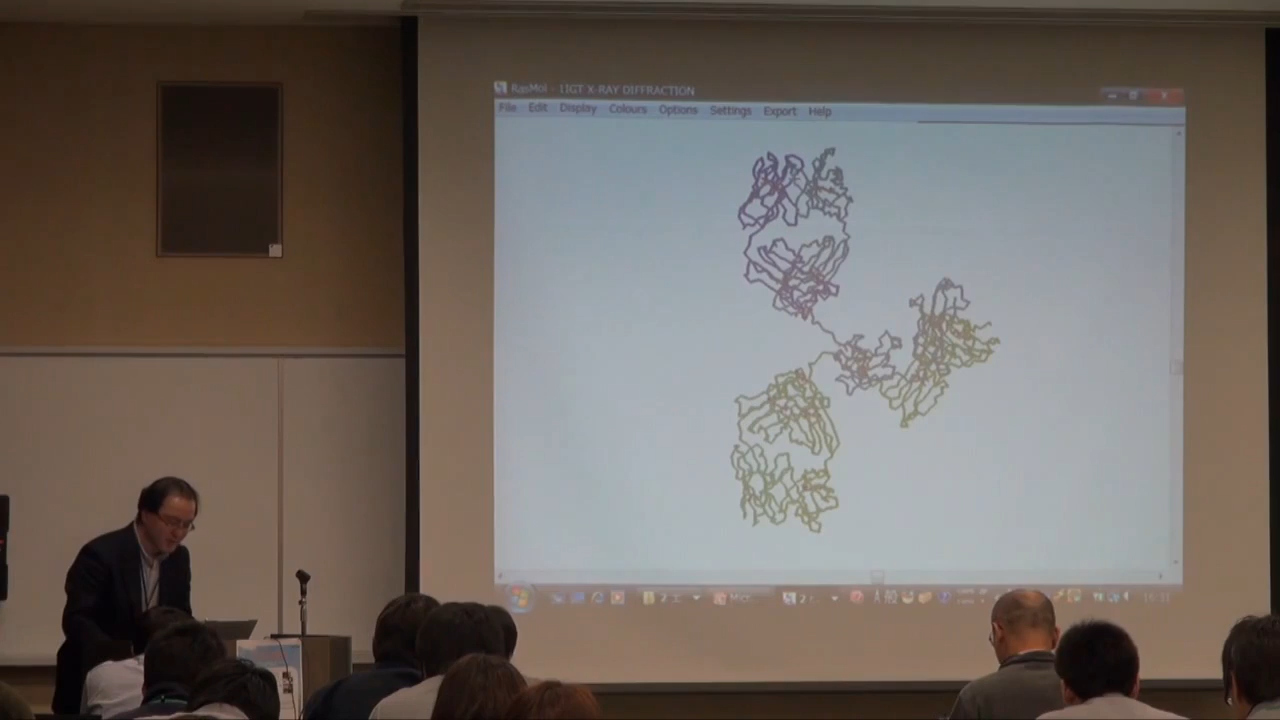 RasMol - 1IGT X-RAY DIFFRACTION
File Edit Display Colours Options Settings Export Help